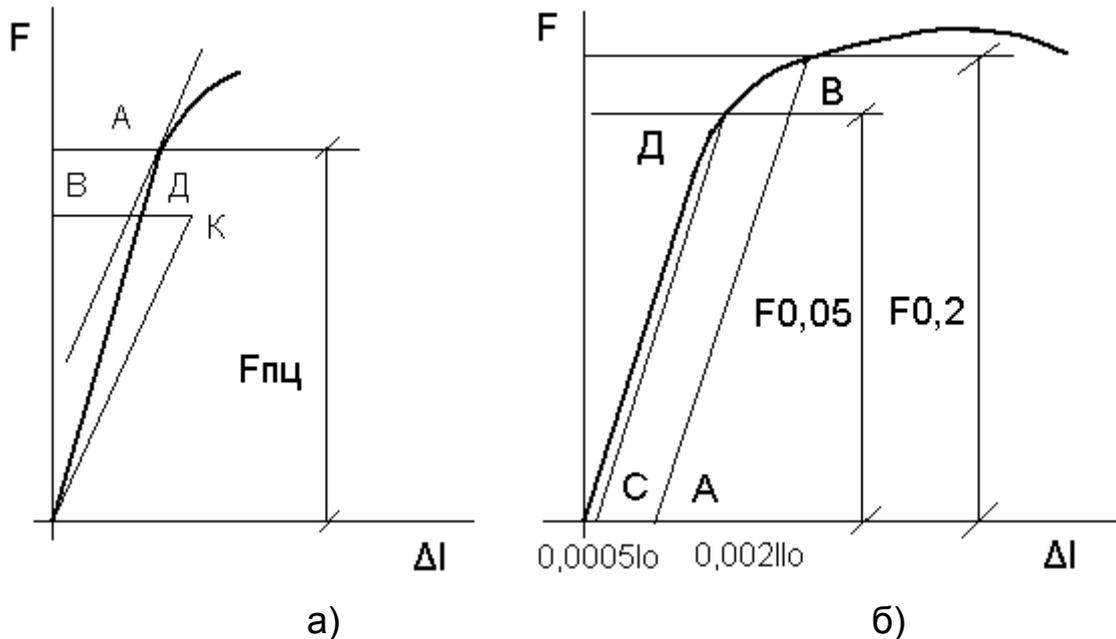 F
А
В
Д
К
Fпц
Δl
а)
F
В
Д
F0,05
F0,2
С
А
0,0005lo
0,002llo
Δl
б)